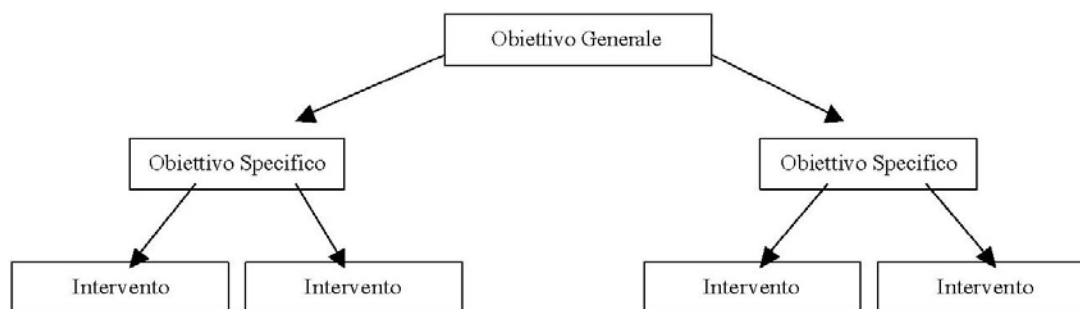 Obiettivo Generale
Obiettivo Specifico
Obiettivo Specifico
Intervento
Intervento
Intervento
Intervento